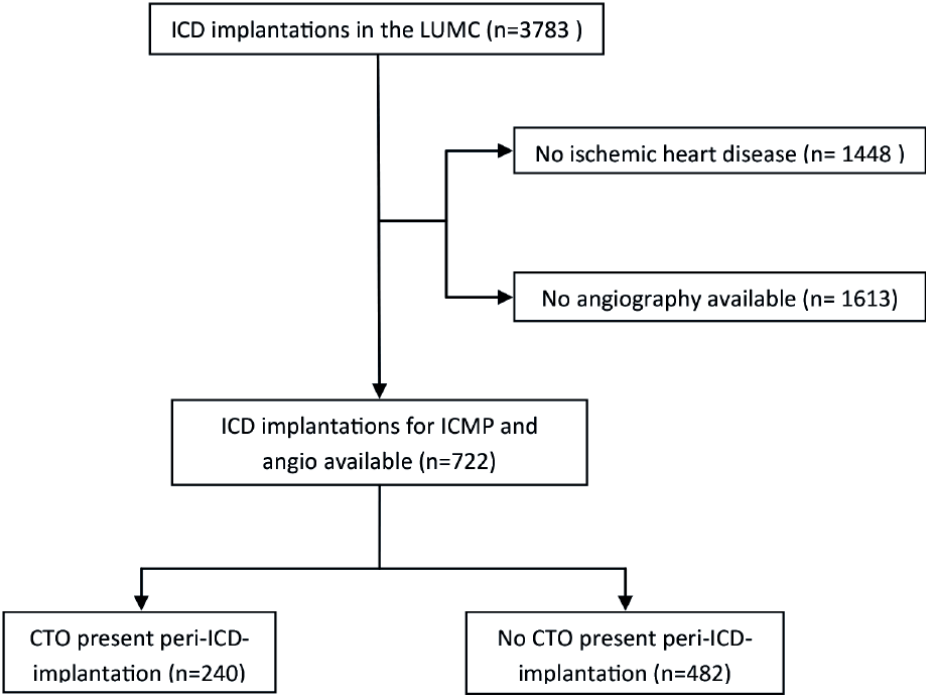 ICD implantations in the LUMC (n=3783 )
No ischemic heart disease (n= 1448 )
No angiography available (n= 1613)
ICD implantations for ICMP and
angio available (n=722)
CTO present peri-ICD-
implantation (n=240)
No CTO present peri-ICD-
implantation (n=482)